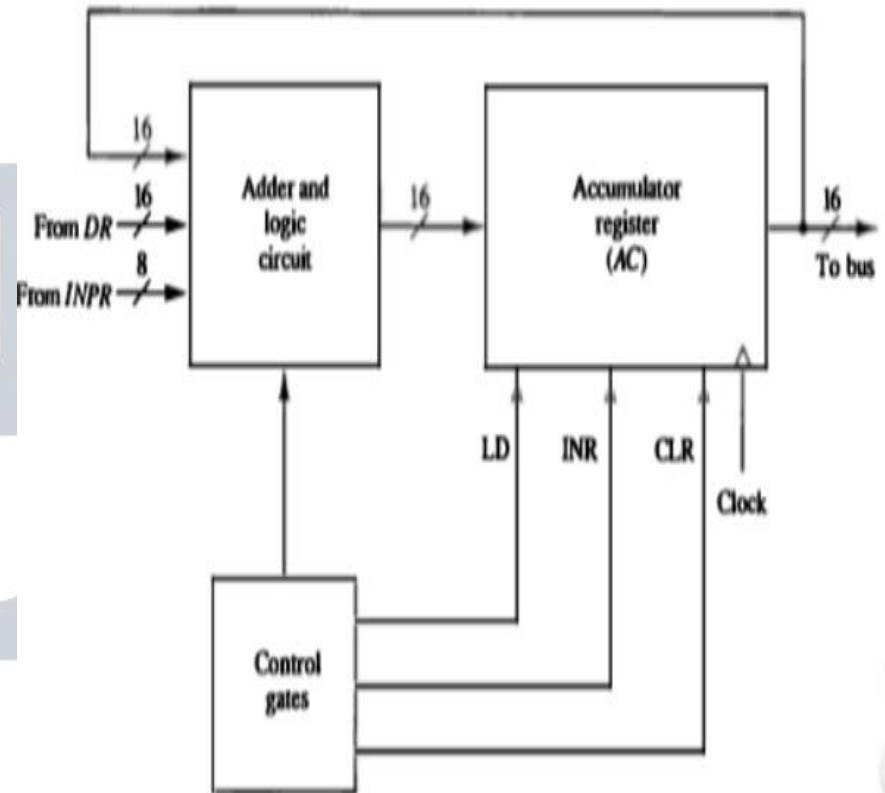 16
From DR
16
From INPR
8
Adder and
logic
circuit
16
Accumulator
register
(AC)
16
To bus
LD
INR
CLR
Clock
Control
gates